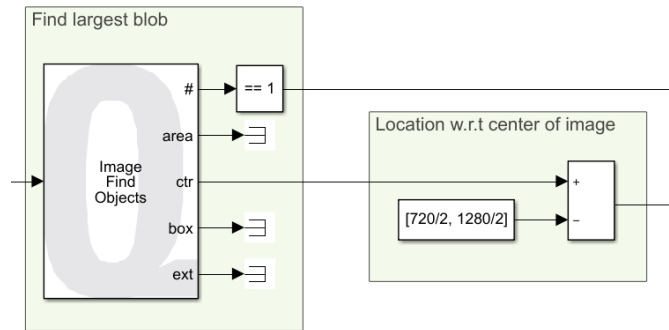 Find largest blob
#
== 1
area
Image
Find
Objects
ctr
box
ext
Location w.r.t center of image
+
[720/2, 1280/2]
−